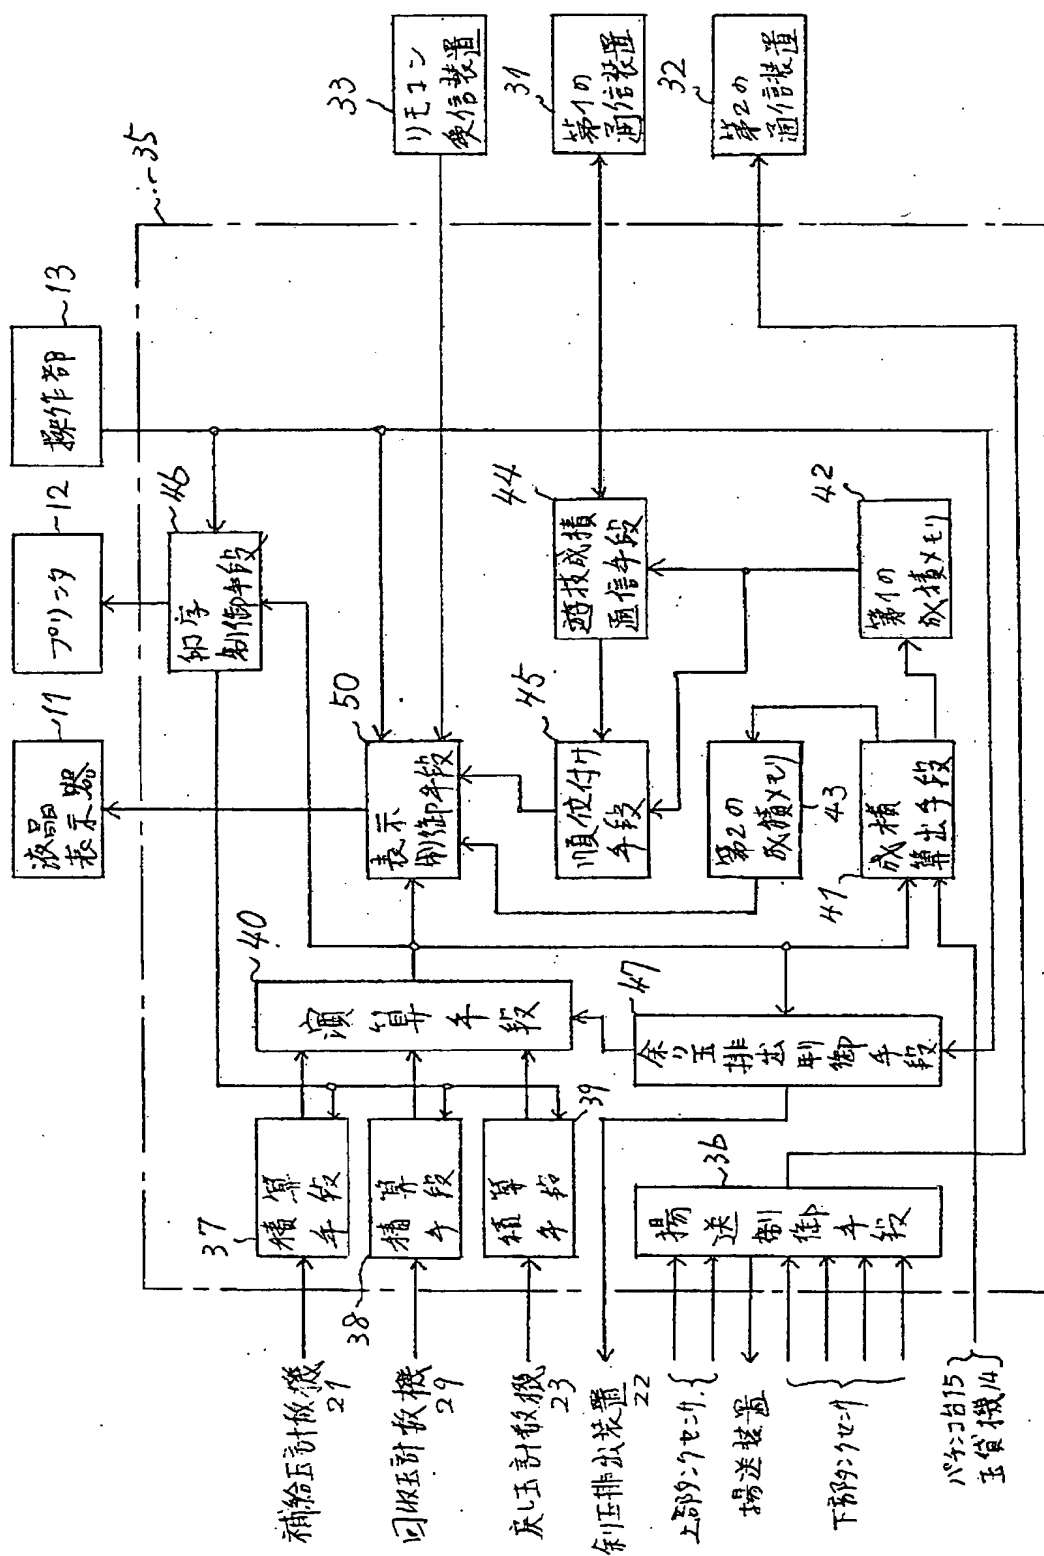 補給玉計数機
21
回収玉計数機
29
戻し玉計数機
23
余り玉排出装置
22
上部タンクセンサ
揚送装置
下部タンクセンサ
パチンコ台15
玉貸機14
37
積算
手段
38
積算
手段
39
積算
手段
36
揚送制御手段
40
演算手段
47
余り玉排出制御手段
11
液晶
表示器
12
プリンタ
13
操作部
46
印字
制御手段
50
表示
制御手段
45
順位付け
手段
第2の
成績メモリ
43
41
成績
算出手段
44
遊技成績
通信手段
42
第1の
成績メモリ
35
33
リモコン
受信装置
31
第1の
通信装置
32
第2の
通信装置